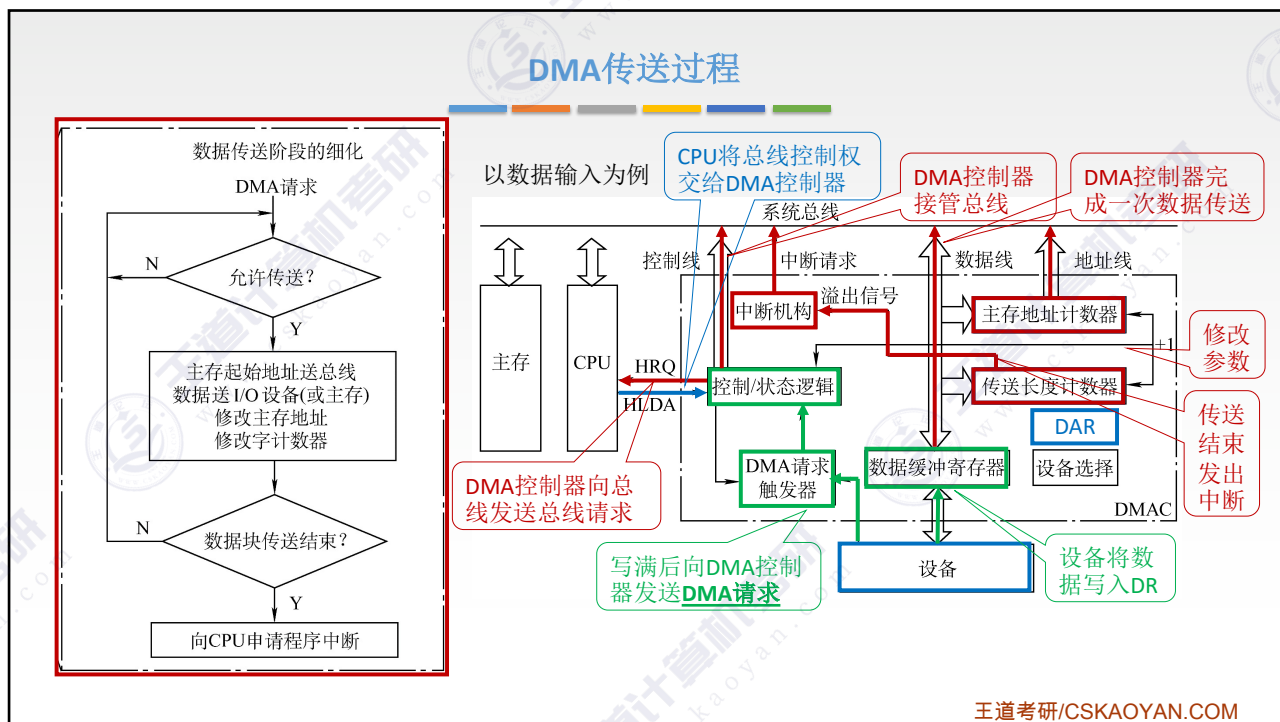 DMA传送过程
数据传送阶段的细化
DMA请求
允许传送?
N
Y
主存起始地址送总线
数据送I/O设备(或主存)
修改主存地址
修改字计数器
数据块传送结束?
N
Y
向CPU申请程序中断
以数据输入为例
CPU将总线控制权
交给DMA控制器
DMA控制器
接管总线
DMA控制器完
成一次数据传送
系统总线
控制线
中断请求
数据线
地址线
主存
CPU
中断机构
溢出信号
主存地址计数器
+1
修改
参数
HRQ
HLDA
控制/状态逻辑
传送长度计数器
DAR
设备选择
DMA请求
触发器
数据缓冲寄存器
DMAC
传送
结束
发出
中断
DMA控制器向总
线发送总线请求
写满后向DMA控制
器发送DMA请求
设备
设备将数
据写入DR
王道考研/CSKAOYAN.COM